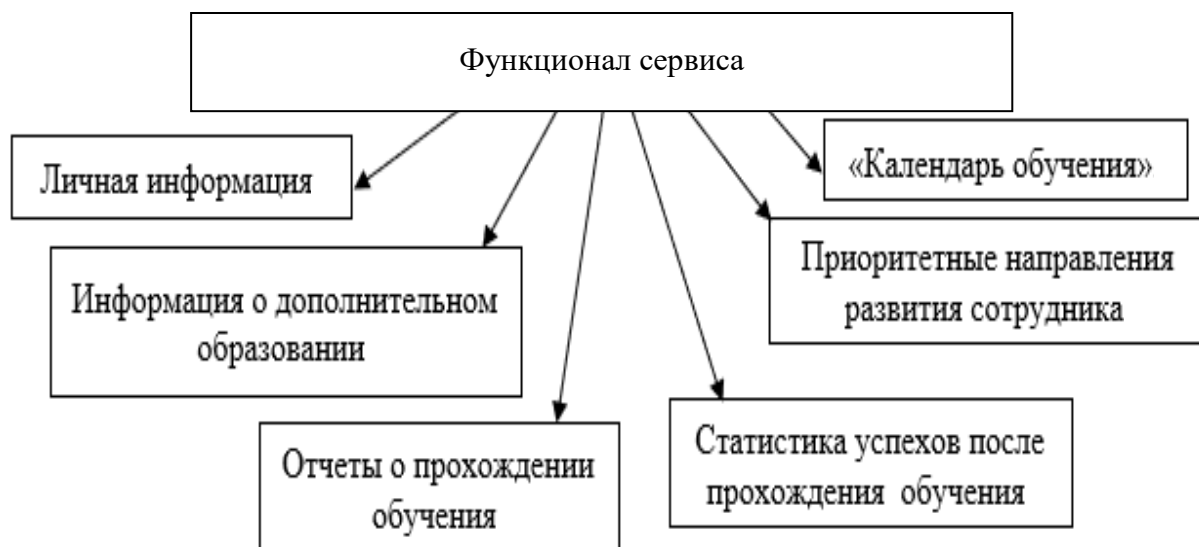 Функционал сервиса
Личная информация
«Календарь обучения»
Информация о дополнительном
образовании
Приоритетные направления
развития сотрудника
Отчеты о прохождении
обучения
Статистика успехов после
прохождения обучения